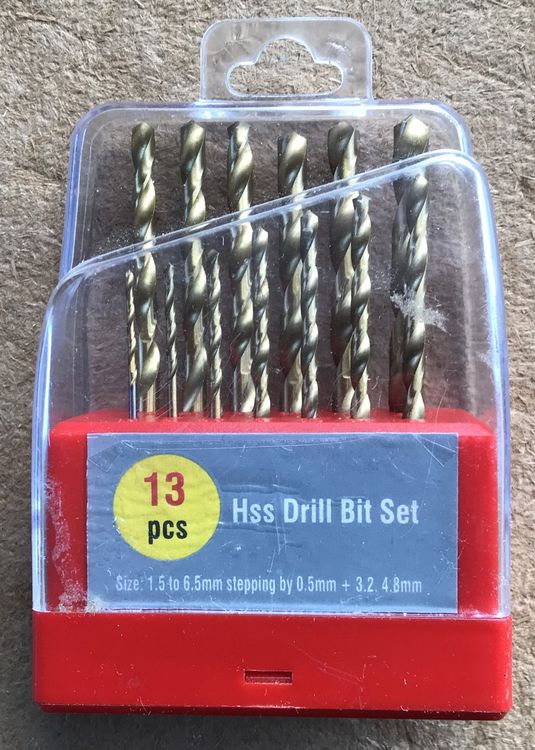 13
pcs
Hss Drill Bit Set
Size: 1.5 to 6.5mm stepping by 0.5mm + 3.2, 4.8mm